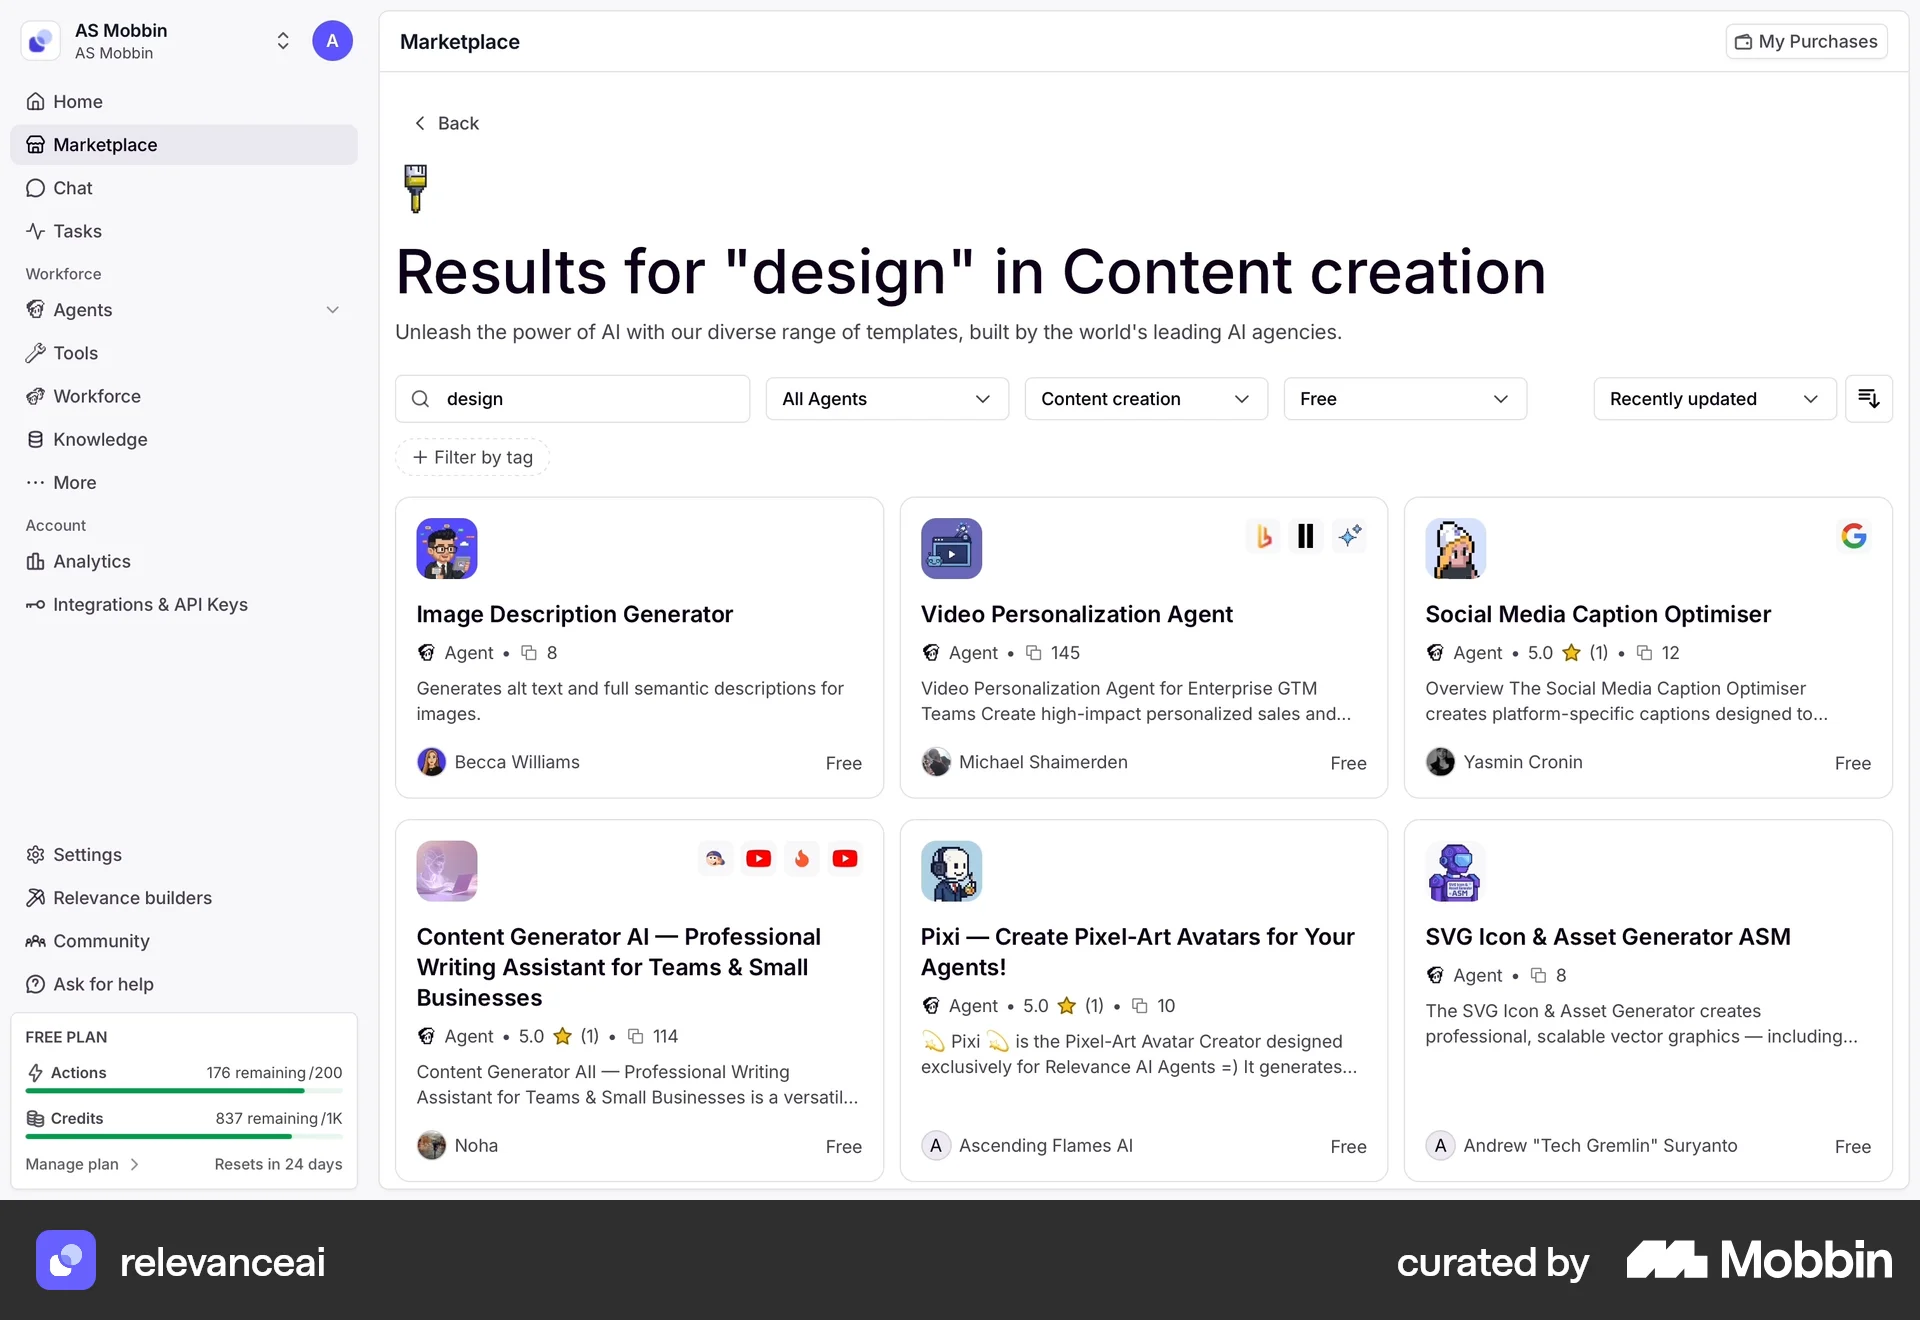 AS Mobbin
AS Mobbin
A
Home
Marketplace
Chat
Tasks
Workforce
Agents
Tools
Workforce
Knowledge
More
Account
Analytics
Integrations & API Keys
Settings
Relevance builders
Community
Ask for help
FREE PLAN
Actions 176 remaining/200
Credits 837 remaining/1K
Manage plan Resets in 24 days
Marketplace
My Purchases
Back
Results for "design" in Content creation
Unleash the power of AI with our diverse range of templates, built by the world's leading AI agencies.
design
All Agents
Content creation
Free
Recently updated
+ Filter by tag
Image Description Generator
Agent • 8
Generates alt text and full semantic descriptions for
images.
Becca Williams Free
Video Personalization Agent
Agent • 145
Video Personalization Agent for Enterprise GTM
Teams Create high-impact personalized sales and...
Michael Shaimerden Free
Social Media Caption Optimiser
Agent • 5.0 (1) • 12
Overview The Social Media Caption Optimiser
creates platform-specific captions designed to...
Yasmin Cronin Free
Content Generator AI — Professional
Writing Assistant for Teams & Small
Businesses
Agent • 5.0 (1) • 114
Content Generator AII — Professional Writing
Assistant for Teams & Small Businesses is a versatil...
Noha Free
Pixi — Create Pixel-Art Avatars for Your
Agents!
Agent • 5.0 (1) • 10
💫 Pixi 💫 is the Pixel-Art Avatar Creator designed
exclusively for Relevance AI Agents =) It generates...
A Ascending Flames AI Free
ASM
SVG Icon & Asset Generator ASM
Agent • 8
The SVG Icon & Asset Generator creates
professional, scalable vector graphics — including...
A Andrew "Tech Gremlin" Suryanto Free
relevanceai
curated by Mobbin